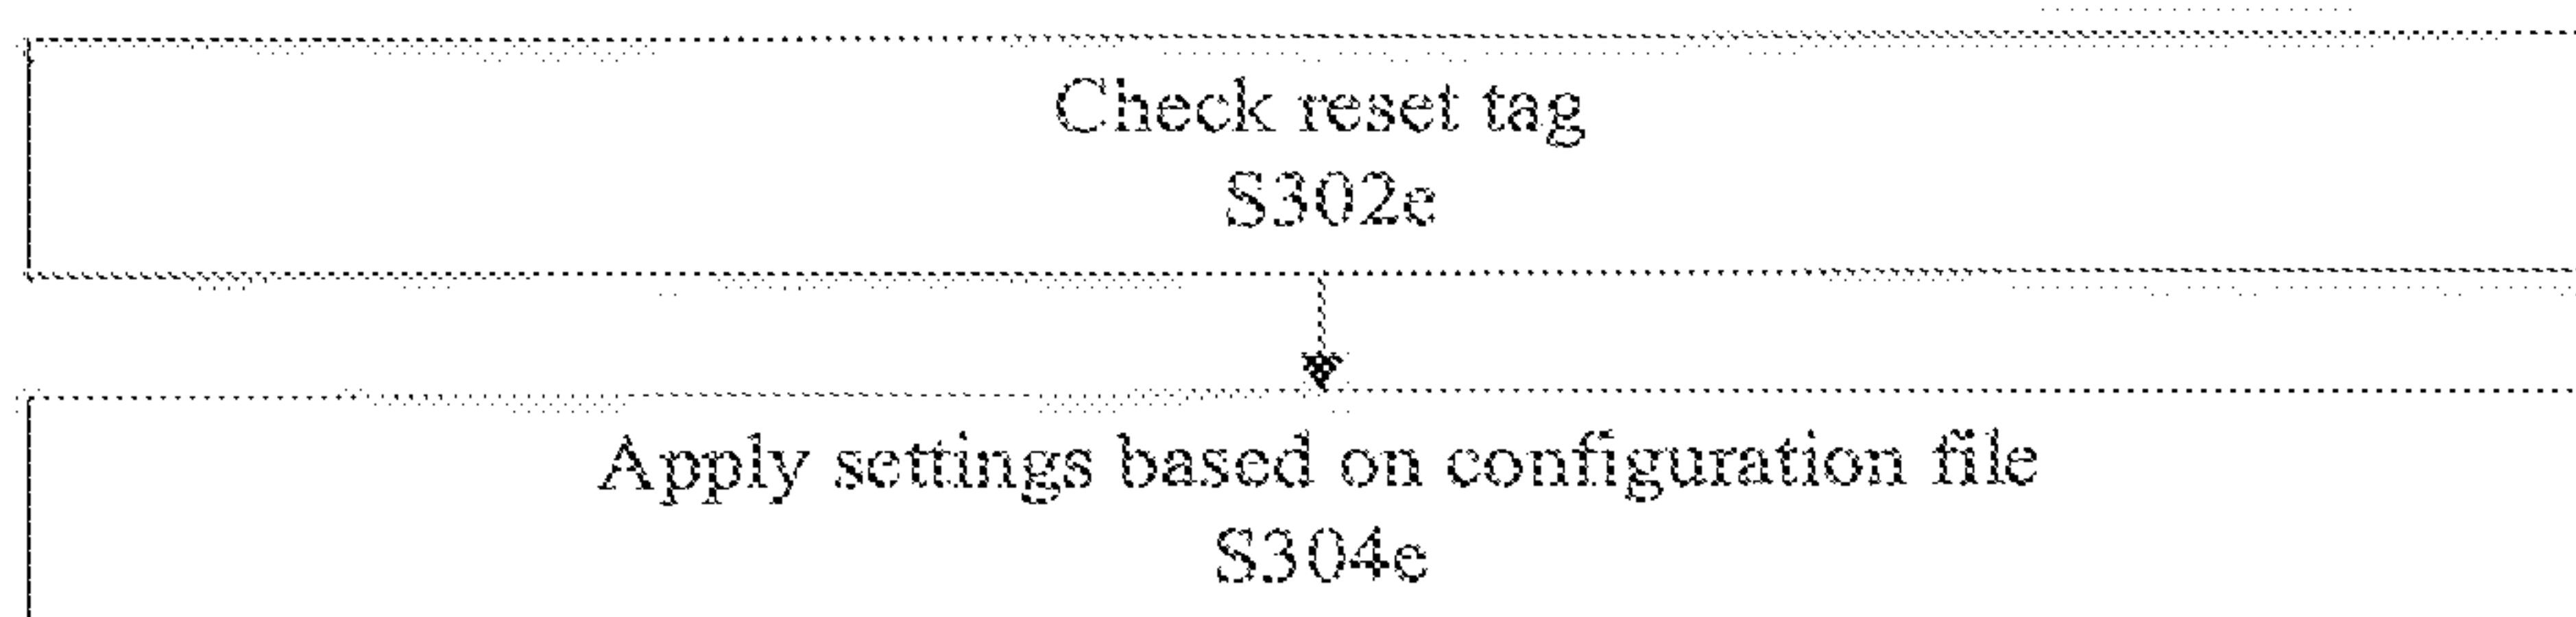 Check reset tag
S302e
Apply settings based on configuration file
S304e